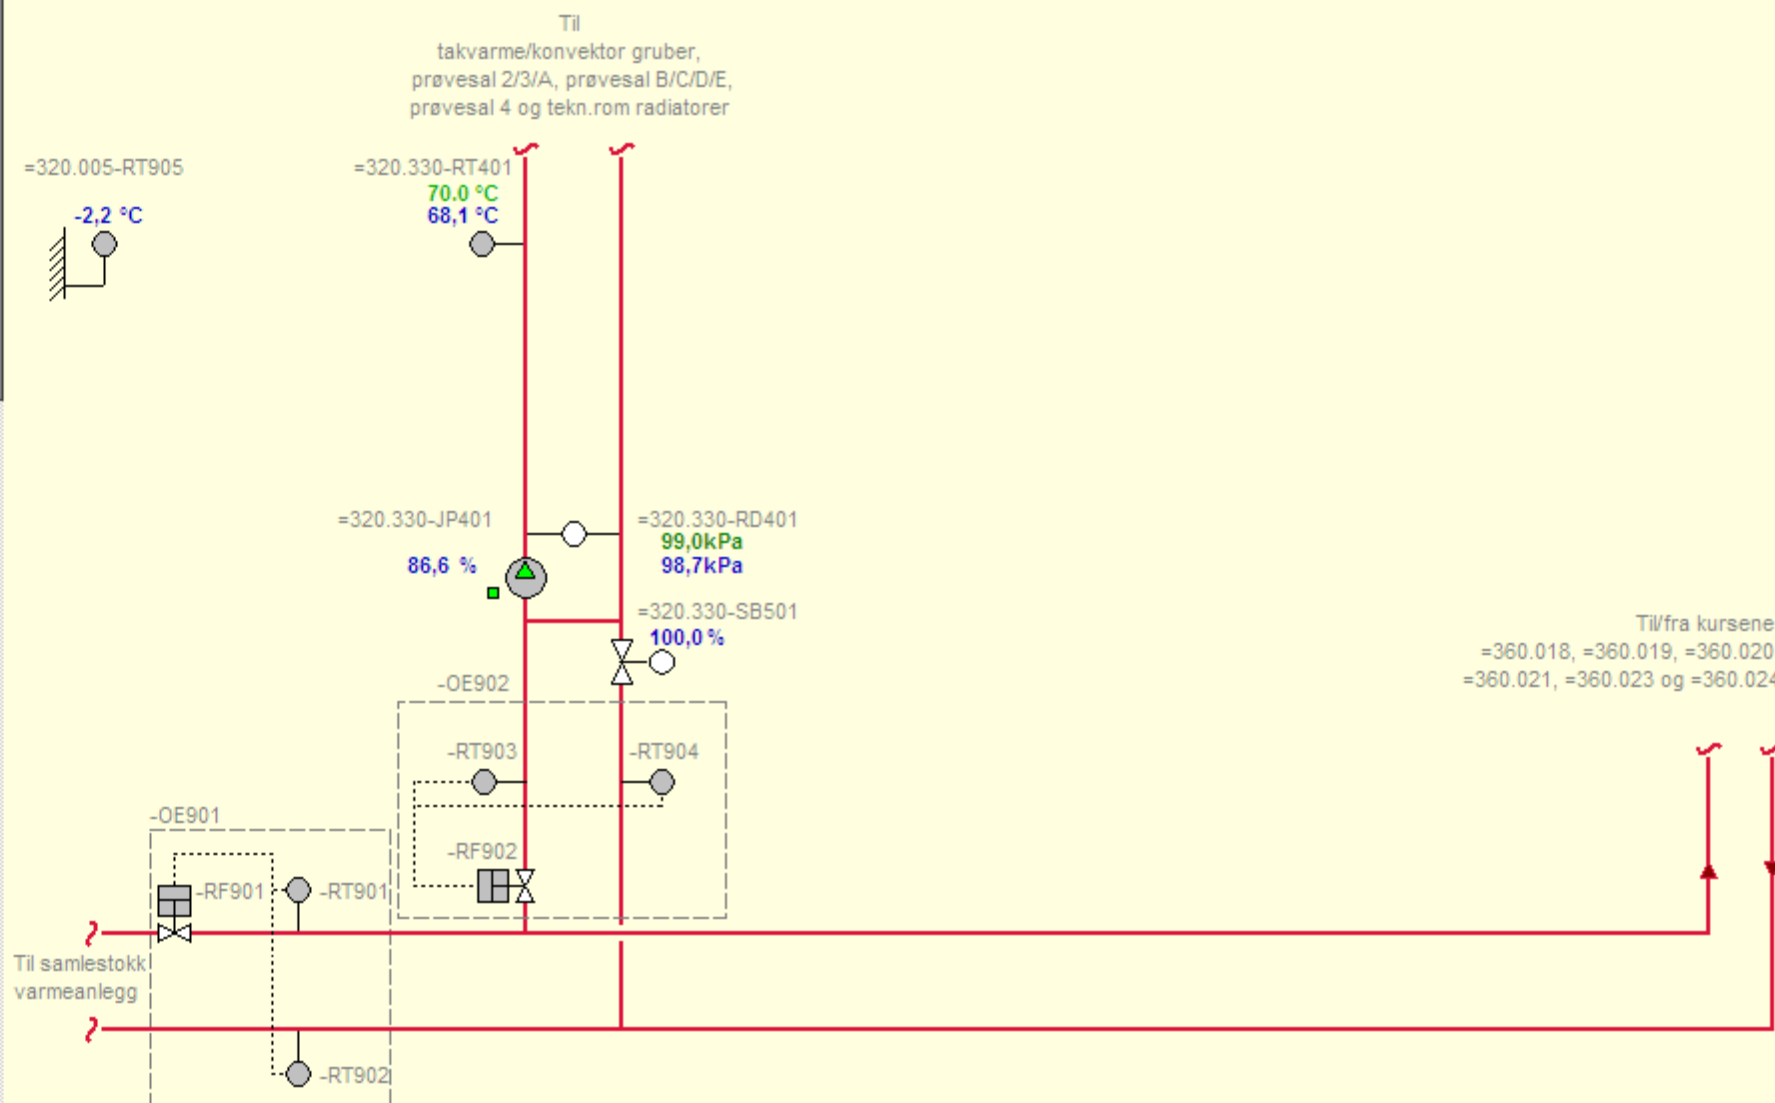 Til
takvarme/konvektor gruber,
prøvesal 2/3/A, prøvesal B/C/D/E,
prøvesal 4 og tekn.rom radiatorer
=320.005-RT905
-2,2 °C
=320.330-RT401
70.0 °C
68,1 °C
=320.330-JP401
86,6 %
=320.330-RD401
99,0kPa
98,7kPa
=320.330-SB501
100,0 %
Til/fra kursene
=360.018, =360.019, =360.020
=360.021, =360.023 og =360.024
-OE902
-RT903
-RT904
-RF902
-OE901
-RF901
-RT901
Til samlestokk
varmeanlegg
-RT902